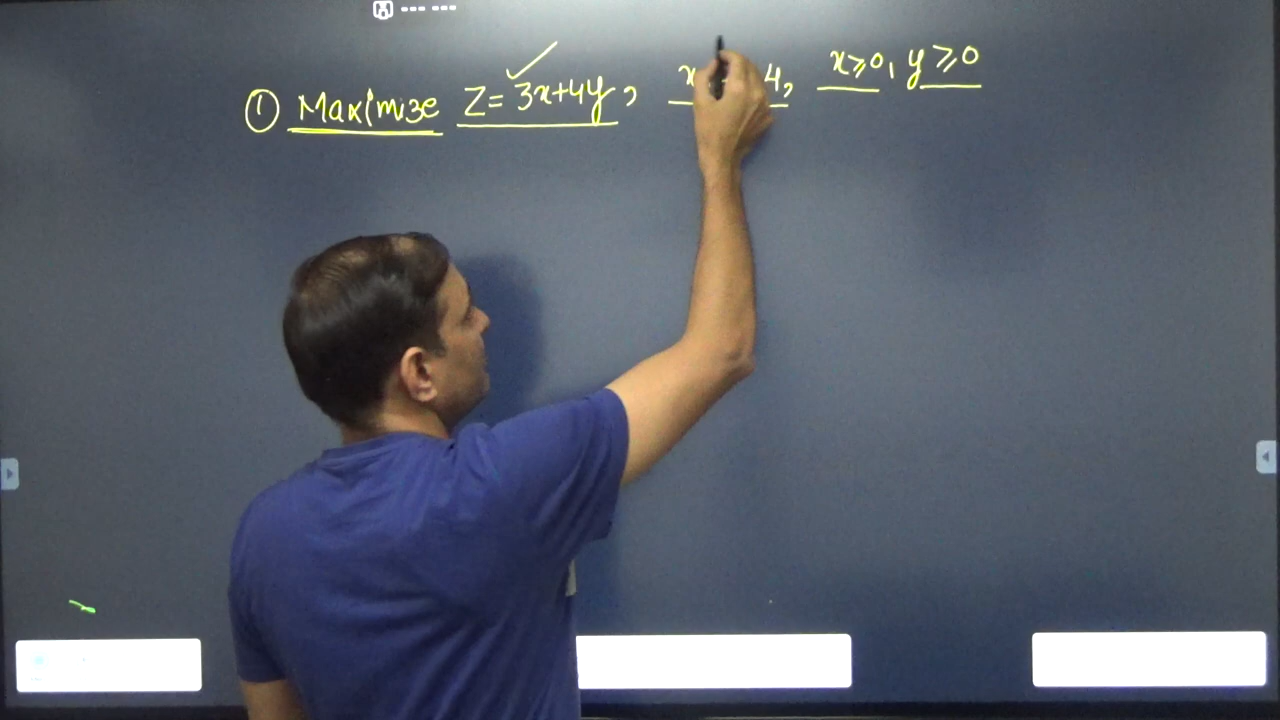 ① Maximize Z = 3x+4y, x 4, x⩾0, y⩾0